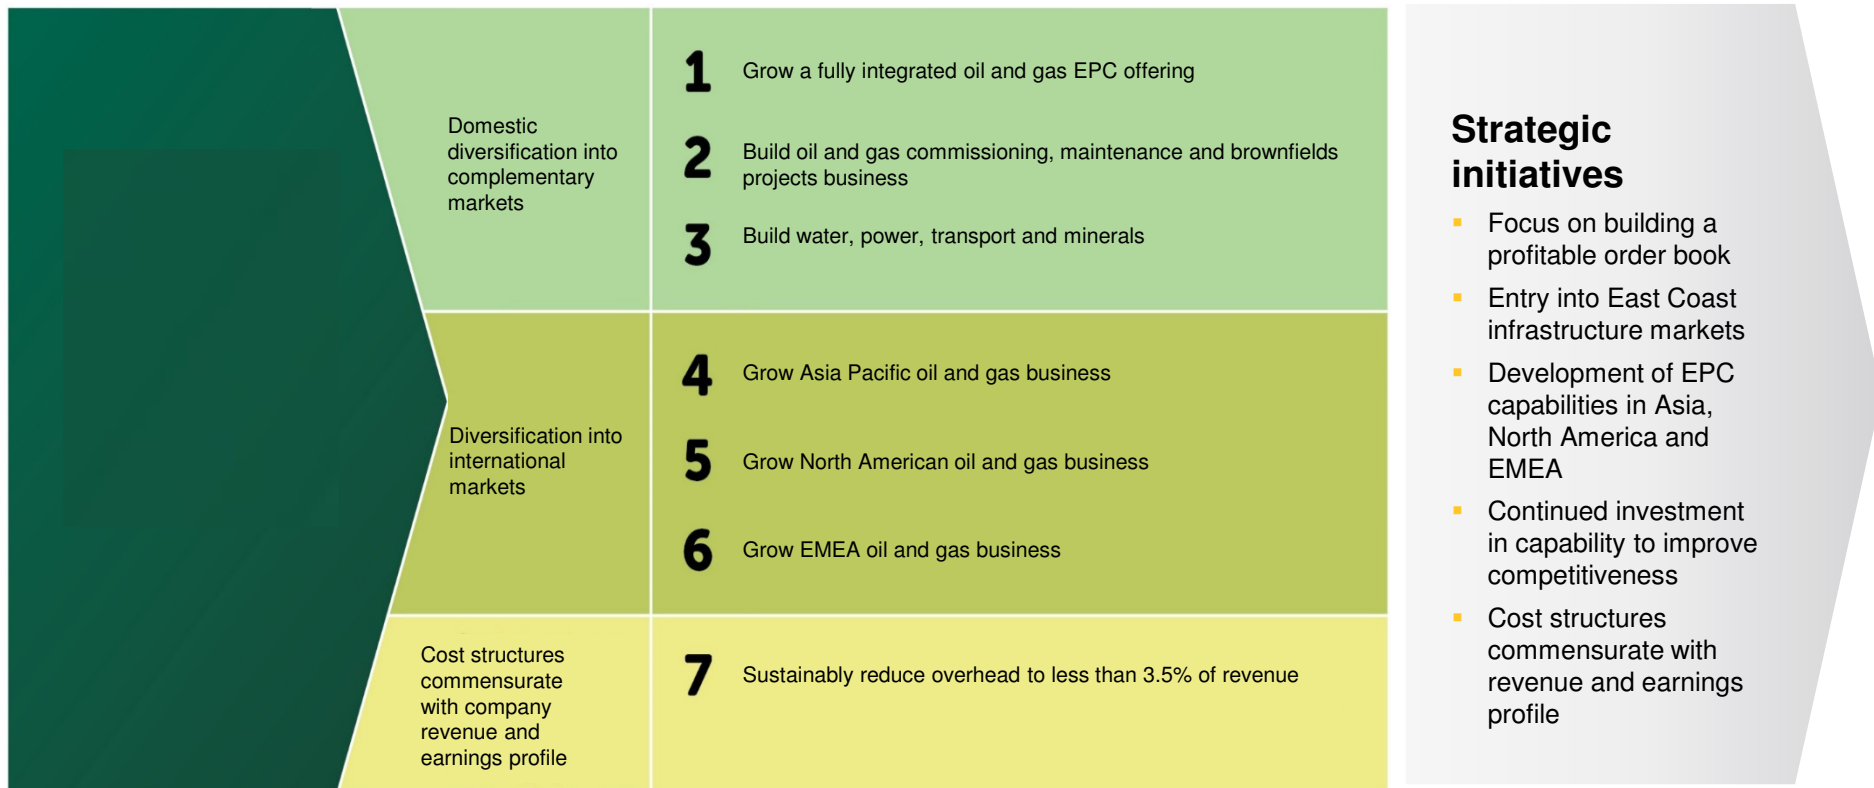 Domestic
diversification into
complementary
markets
1
Grow a fully integrated oil and gas EPC offering
2
Build oil and gas commissioning, maintenance and brownfields
projects business
3
Build water, power, transport and minerals
Diversification into
international
markets
4
Grow Asia Pacific oil and gas business
5
Grow North American oil and gas business
6
Grow EMEA oil and gas business
Cost structures
commensurate
with company
revenue and
earnings profile
7
Sustainably reduce overhead to less than 3.5% of revenue
Strategic
initiatives
Focus on building a
profitable order book
Entry into East Coast
infrastructure markets
Development of EPC
capabilities in Asia,
North America and
EMEA
Continued investment
in capability to improve
competitiveness
Cost structures
commensurate with
revenue and earnings
profile